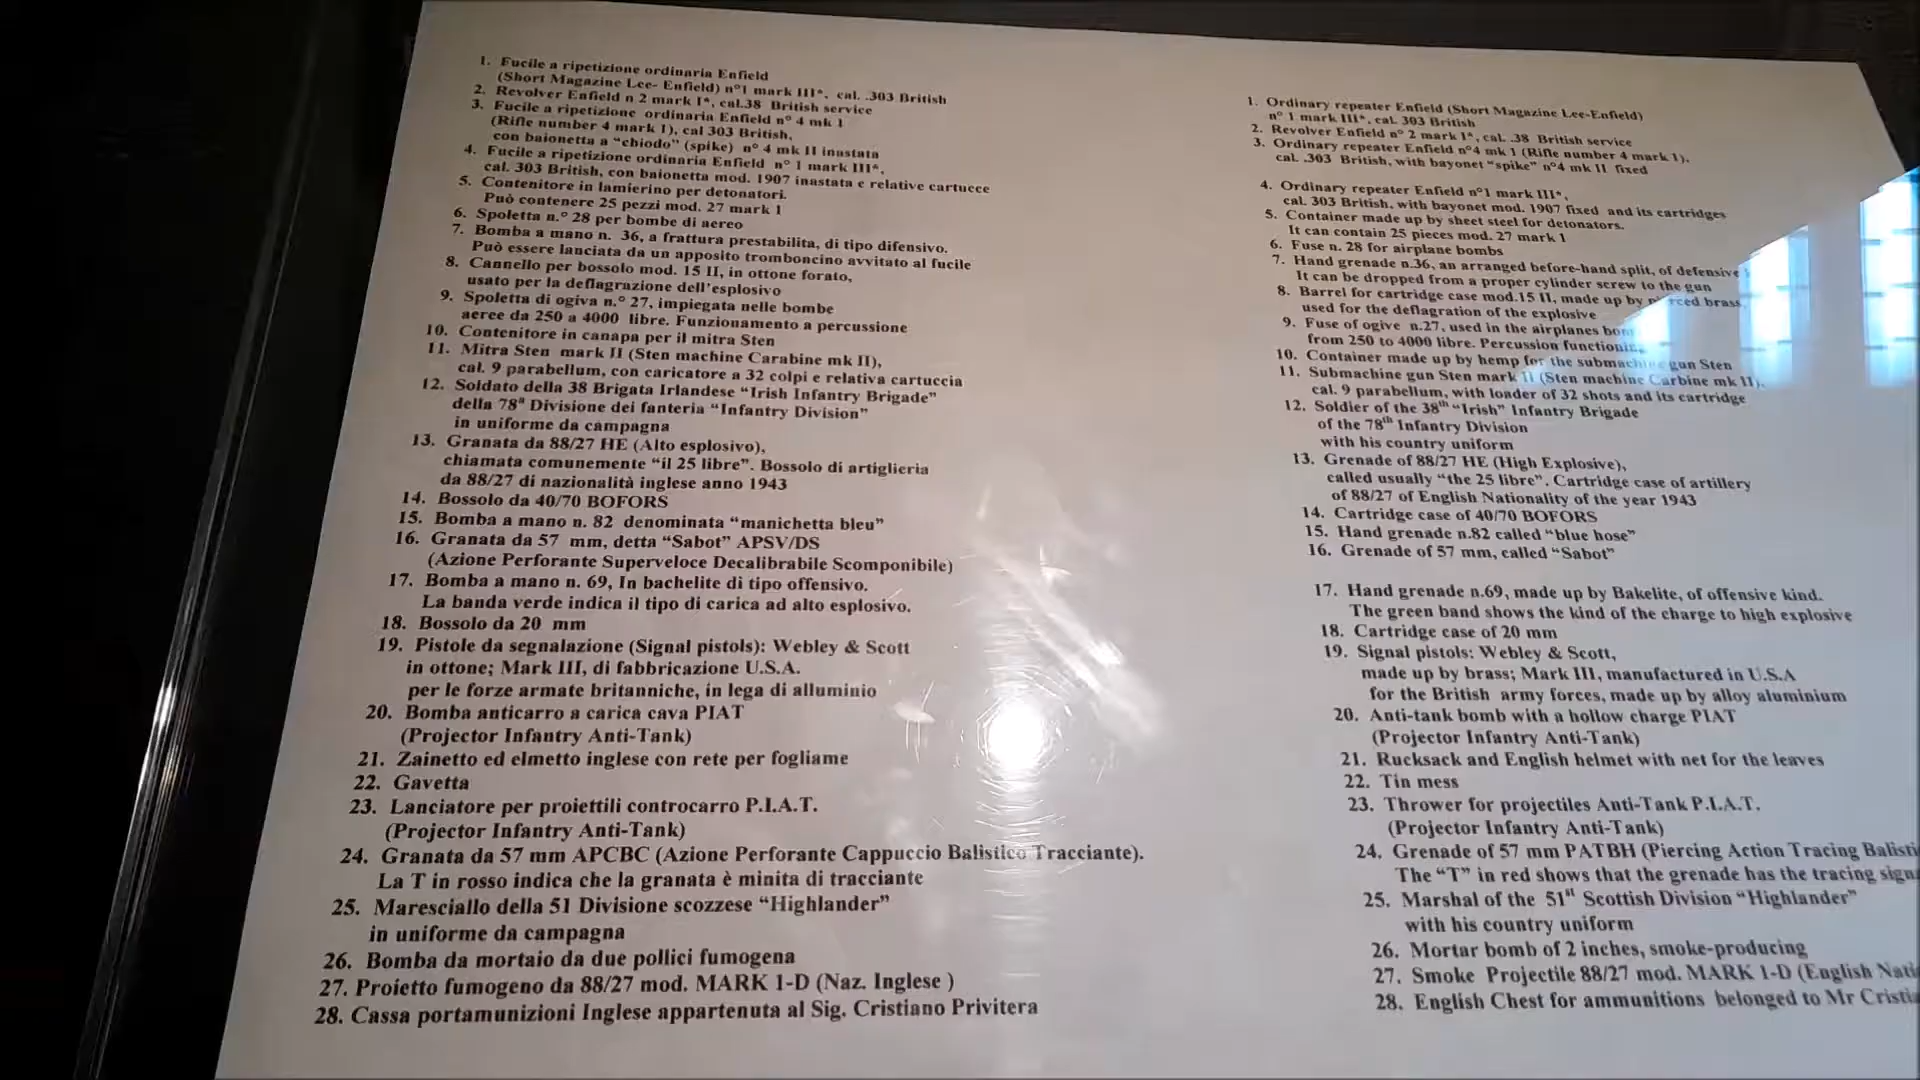 1. Fucile a ripetizione ordinaria Enfield
(Short Magazine Lee- Enfield) n°1 mark III*, cal. .303 British
2. Revolver Enfield n 2 mark I*, cal.38 British service
3. Fucile a ripetizione ordinaria Enfield n° 4 mk I
(Rifle number 4 mark I), cal 303 British,
con baionetta a “chiodo” (spike) n° 4 mk II inastata
4. Fucile a ripetizione ordinaria Enfield n° 1 mark III*,
cal. 303 British, con baionetta mod. 1907 inastata e relative cartucce
5. Contenitore in lamierino per detonatori.
Può contenere 25 pezzi mod. 27 mark 1
6. Spoletta n.° 28 per bombe di aereo
7. Bomba a mano n. 36, a frattura prestabilita, di tipo difensivo.
Può essere lanciata da un apposito tromboncino avvitato al fucile
8. Cannello per bossolo mod. 15 II, in ottone forato,
usato per la deflagrazione dell'esplosivo
9. Spoletta di ogiva n.° 27, impiegata nelle bombe
aeree da 250 a 4000 libre. Funzionamento a percussione
10. Contenitore in canapa per il mitra Sten
11. Mitra Sten mark II (Sten machine Carabine mk II),
cal. 9 parabellum, con caricatore a 32 colpi e relativa cartuccia
12. Soldato della 38 Brigata Irlandese “Irish Infantry Brigade”
della 78ª Divisione dei fanteria “Infantry Division”
in uniforme da campagna
13. Granata da 88/27 HE (Alto esplosivo),
chiamata comunemente “il 25 libre”. Bossolo di artiglieria
da 88/27 di nazionalità inglese anno 1943
14. Bossolo da 40/70 BOFORS
15. Bomba a mano n. 82 denominata “manichetta bleu”
16. Granata da 57 mm, detta “Sabot” APSV/DS
(Azione Perforante Superveloce Decalibrabile Scomponibile)
17. Bomba a mano n. 69, In bachelite di tipo offensivo.
La banda verde indica il tipo di carica ad alto esplosivo.
18. Bossolo da 20 mm
19. Pistole da segnalazione (Signal pistols): Webley & Scott
in ottone; Mark III, di fabbricazione U.S.A.
per le forze armate britanniche, in lega di alluminio
20. Bomba anticarro a carica cava PIAT
(Projector Infantry Anti-Tank)
21. Zainetto ed elmetto inglese con rete per fogliame
22. Gavetta
23. Lanciatore per proiettili controcarro P.I.A.T.
(Projector Infantry Anti-Tank)
24. Granata da 57 mm APCBC (Azione Perforante Cappuccio Balistico Tracciante).
La T in rosso indica che la granata è minita di tracciante
25. Maresciallo della 51 Divisione scozzese “Highlander”
in uniforme da campagna
26. Bomba da mortaio da due pollici fumogena
27. Proietto fumogeno da 88/27 mod. MARK 1-D (Naz. Inglese )
28. Cassa portamunizioni Inglese appartenuta al Sig. Cristiano Privitera
1. Ordinary repeater Enfield (Short Magazine Lee-Enfield)
n° 1 mark III*, cal. 303 British
2. Revolver Enfield n° 2 mark 1*, cal. .38 British service
3. Ordinary repeater Enfield n°4 mk 1 (Rifle number 4 mark 1),
cal. .303 British, with bayonet “spike” n°4 mk II fixed
4. Ordinary repeater Enfield n°1 mark III*,
cal. 303 British, with bayonet mod. 1907 fixed and its cartridges
5. Container made up by sheet steel for detonators.
It can contain 25 pieces mod. 27 mark 1
6. Fuse n. 28 for airplane bombs
7. Hand grenade n.36, an arranged before-hand split, of defensive
It can be dropped from a proper cylinder screw to the gun
8. Barrel for cartridge case mod.15 II, made up by brass,
used for the deflagration of the explosive
9. Fuse of ogive n.27, used in the airplanes
from 250 to 4000 libre. Percussion
10. Container made up by hemp for the submachine gun Sten
11. Submachine gun Sten mark II (Sten machine Carbine mk II),
cal. 9 parabellum, with loader of 32 shots and its cartridge
12. Soldier of the 38th “Irish” Infantry Brigade
of the 78th Infantry Division
with his country uniform
13. Grenade of 88/27 HE (High Explosive),
called usually “the 25 libre”. Cartridge case of artillery
of 88/27 of English Nationality of the year 1943
14. Cartridge case of 40/70 BOFORS
15. Hand grenade n.82 called “blue hose”
16. Grenade of 57 mm, called “Sabot”
17. Hand grenade n.69, made up by Bakelite, of offensive kind.
The green band shows the kind of the charge to high explosive
18. Cartridge case of 20 mm
19. Signal pistols: Webley & Scott,
made up by brass; Mark III, manufactured in U.S.A
for the British army forces, made up by alloy aluminium
20. Anti-tank bomb with a hollow charge PIAT
(Projector Infantry Anti-Tank)
21. Rucksack and English helmet with net for the leaves
22. Tin mess
23. Thrower for projectiles Anti-Tank P.I.A.T.
(Projector Infantry Anti-Tank)
24. Grenade of 57 mm PATBH (Piercing Action Tracing
The “T” in red shows that the grenade has the tracing
25. Marshal of the 51st Scottish Division “Highlander”
with his country uniform
26. Mortar bomb of 2 inches, smoke-producing
27. Smoke Projectile 88/27 mod. MARK 1-D (English
28. English Chest for ammunitions belonged to Mr